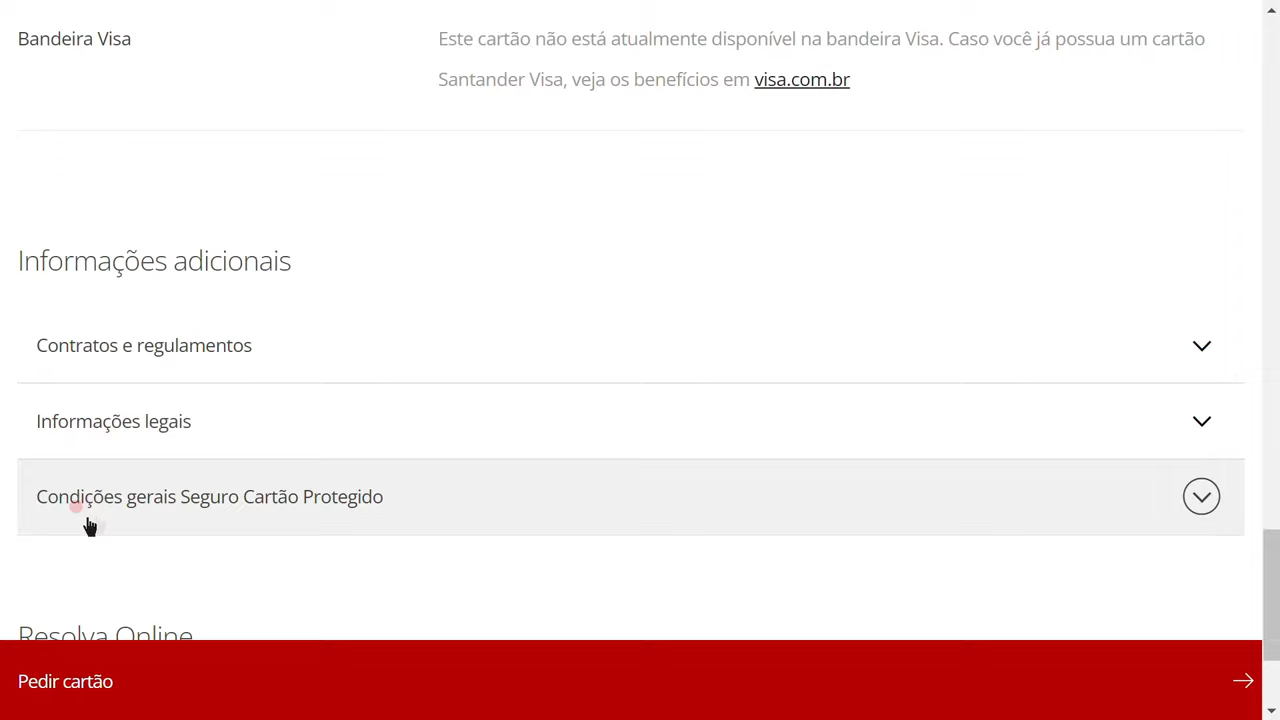 Bandeira Visa
Este cartão não está atualmente disponível na bandeira Visa. Caso você já possua um cartão
Santander Visa, veja os benefícios em visa.com.br
Informações adicionais
Contratos e regulamentos
Informações legais
Condições gerais Seguro Cartão Protegido
Resolva Online
Pedir cartão